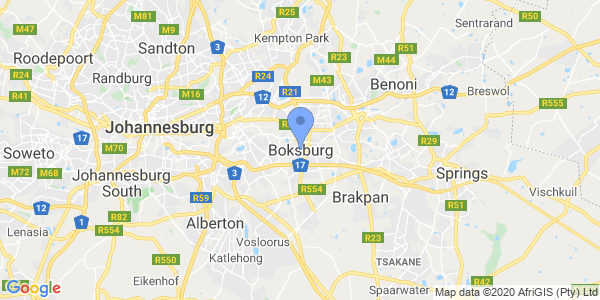 M81
M9
R25
R50
Sentrarand
M47
Kempton Park
R51
Sandton
3
R23
M44
Roodepoort
R24
R24
M43
Benoni
Randburg
R21
R41
M16
12
12
Breswol
R555
Johannesburg
17
M70
R29
Soweto
Boksburg
M72
M68
17
3
Springs
Johannesburg
South
R554
Vischkuil
R59
Brakpan
12
R82
R51
1
Alberton
Lenasia
R554
R23
Vosloorus
R550
Katlehong
TSAKANE
Eikenhof
R42
Spaarwater
Google
Map data ©2020 AfriGIS (Pty) Ltd